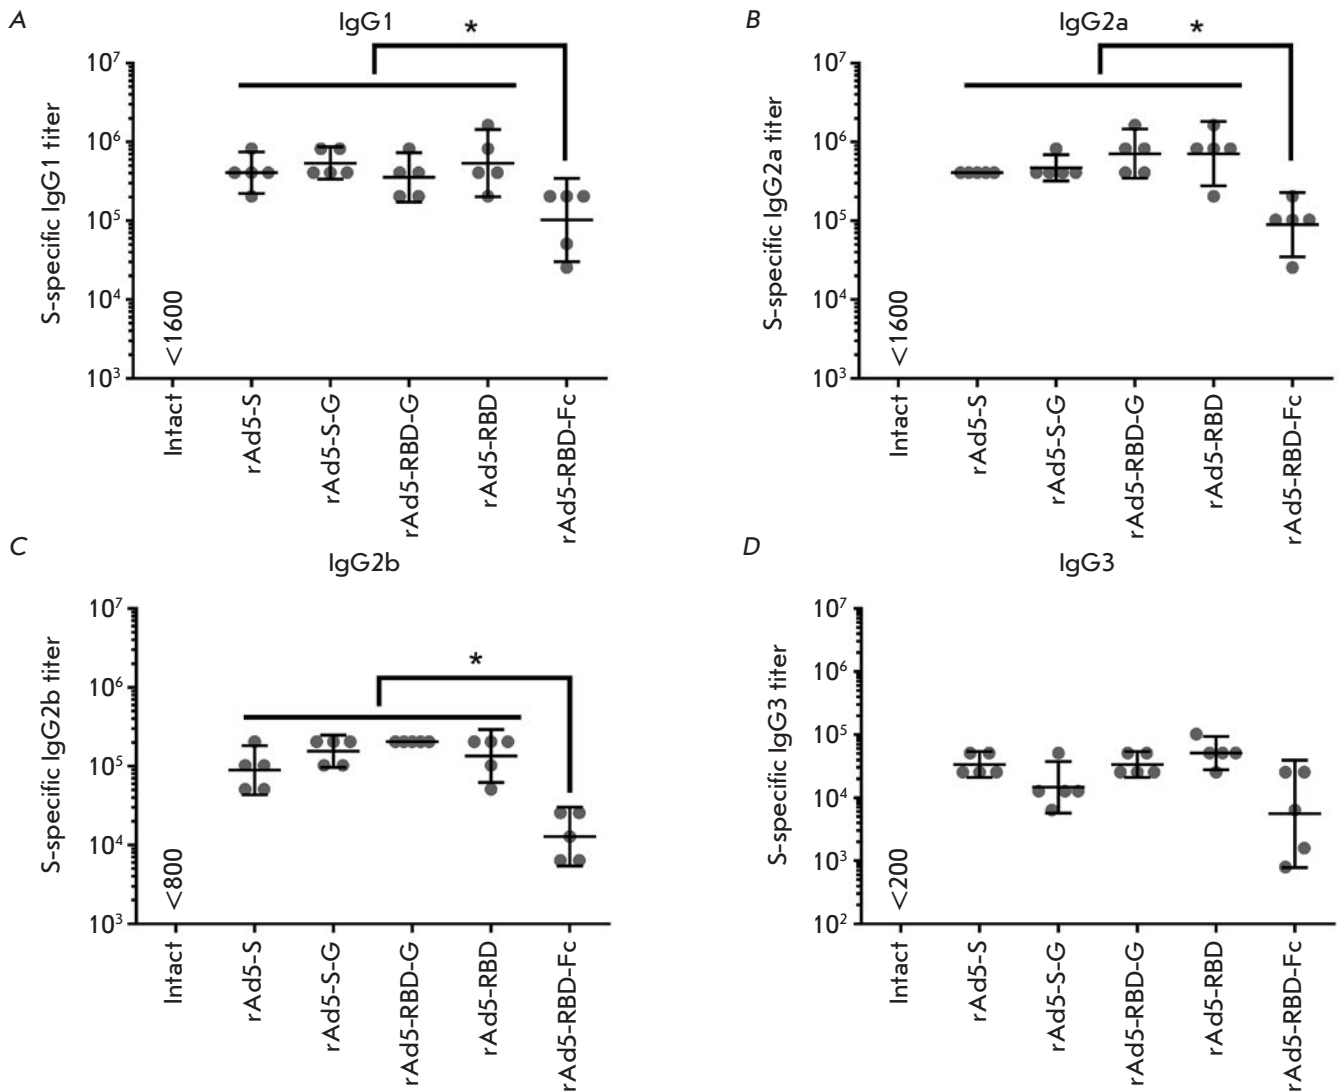 A
IgG1
*
S-specific IgG1 titer
10⁷
10⁶
10⁵
10⁴
10³
<1600
Intact
rAd5-S
rAd5-S-G
rAd5-RBD-G
rAd5-RBD
rAd5-RBD-Fc
B
IgG2a
*
S-specific IgG2a titer
10⁷
10⁶
10⁵
10⁴
10³
<1600
Intact
rAd5-S
rAd5-S-G
rAd5-RBD-G
rAd5-RBD
rAd5-RBD-Fc
C
IgG2b
*
S-specific IgG2b titer
10⁷
10⁶
10⁵
10⁴
10³
<800
Intact
rAd5-S
rAd5-S-G
rAd5-RBD-G
rAd5-RBD
rAd5-RBD-Fc
D
IgG3
S-specific IgG3 titer
10⁷
10⁶
10⁵
10⁴
10³
10²
<200
Intact
rAd5-S
rAd5-S-G
rAd5-RBD-G
rAd5-RBD
rAd5-RBD-Fc